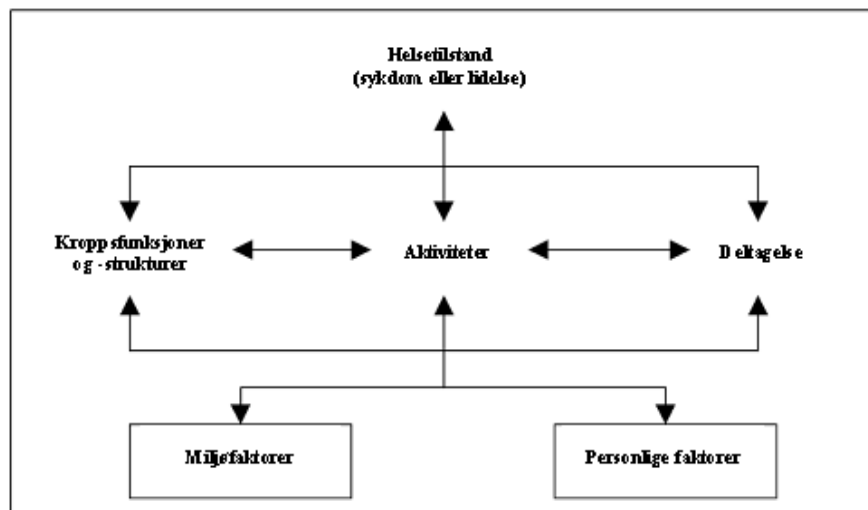 Helsetilstand
(sykdom eller lidelse)
Kroppsfunksjoner
og -strukturer
Aktiviteter
Deltagelse
Miljøfaktorer
Personlige faktorer